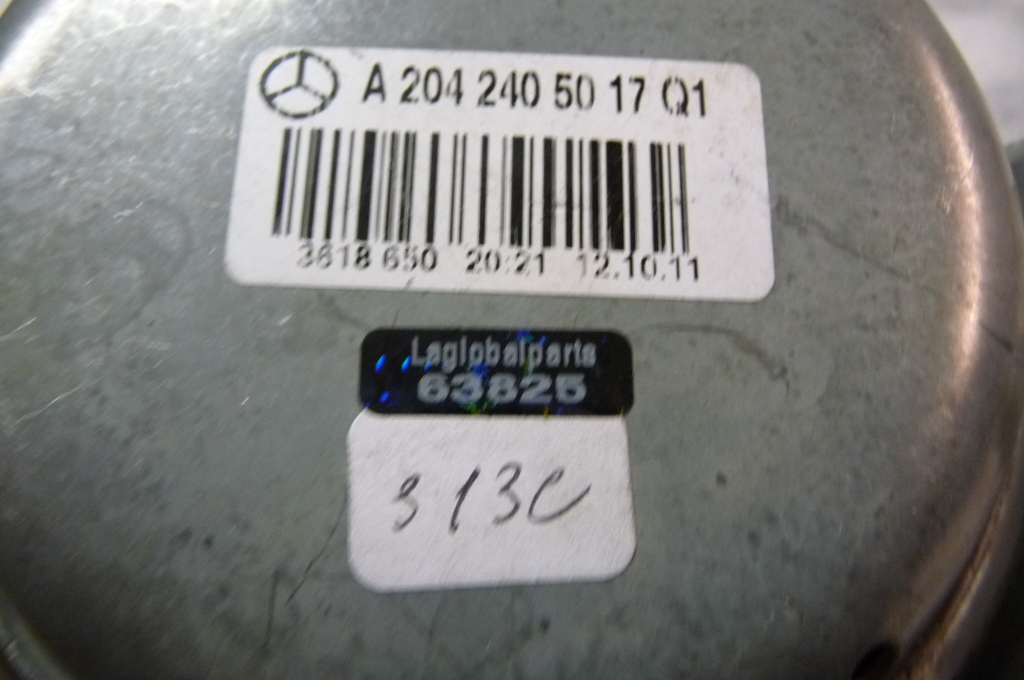 A 204 240 50 17 Q1
3618 650 20:21 12.10.11
Laglobalparts
63825
313C